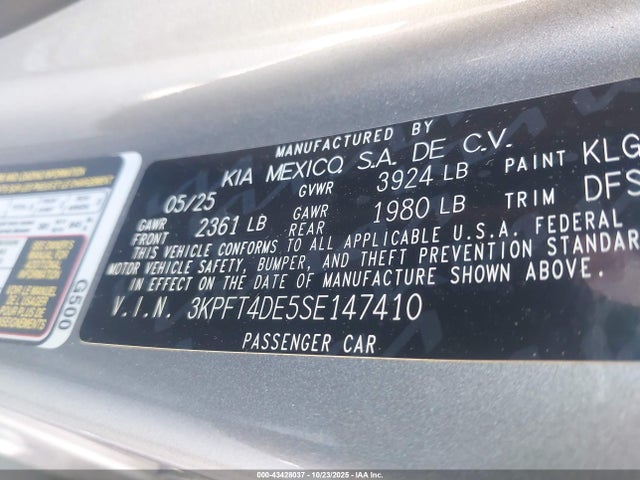 MANUFACTURED BY
KIA MEXICO, S.A. DE C.V.
05/25 GVWR 3924 LB PAINT KLG
GAWR FRONT 2361 LB GAWR REAR 1980 LB TRIM DFS
THIS VEHICLE CONFORMS TO ALL APPLICABLE U.S.A. FEDERAL
MOTOR VEHICLE SAFETY, BUMPER, AND THEFT PREVENTION STANDAR
IN EFFECT ON THE DATE OF MANUFACTURE SHOWN ABOVE.
V.I.N. 3KPFT4DE5SE147410
PASSENGER CAR
G500
000-43428037 - 10/23/2025 - IAA Inc.